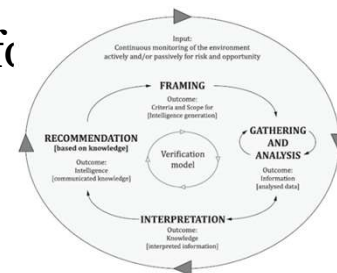 Input:
Continuous monitoring of the environment
actively and/or passively for risk and opportunity
FRAMING
Outcome:
Criteria and Scope for
[Intelligence generation]
GATHERING
AND
ANALYSIS
Outcome:
Information
[analysed data]
INTERPRETATION
Outcome:
Knowledge
[interpreted information]
RECOMMENDATION
[based on knowledge]
Outcome:
Intelligence
[communicated knowledge]
Verification
model